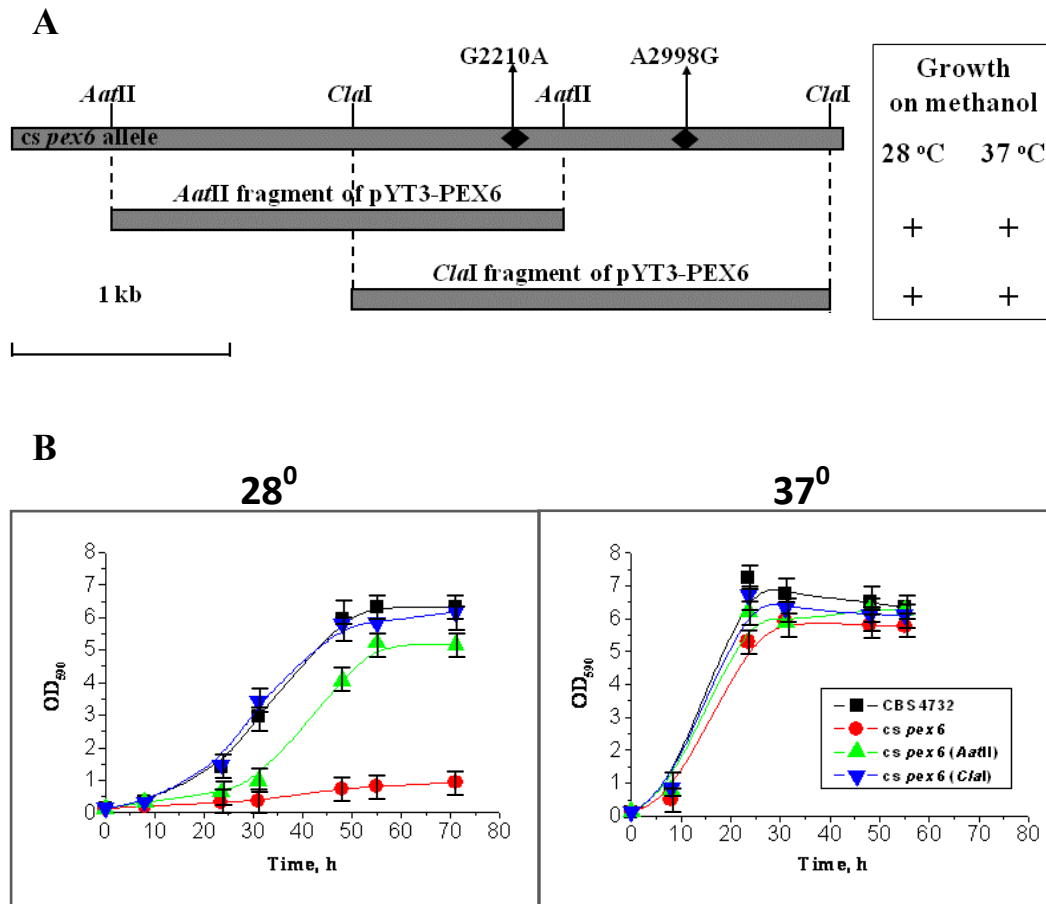 A
G2210A A2998G
AatII ClaI AatII ClaI
cs pex6 allele
AatII fragment of pYT3-PEX6
ClaI fragment of pYT3-PEX6
1 kb
Growth
on methanol
28 °C 37 °C
+ +
+ +
B
28⁰
8
7
6
5
4
3
2
1
0
OD590
0 10 20 30 40 50 60 70 80
Time, h
37⁰
8
7
6
5
4
3
2
1
0
OD590
0 10 20 30 40 50 60 70 80
Time, h
CBS4732
cs pex6
cs pex6 (AatII)
cs pex6 (ClaI)